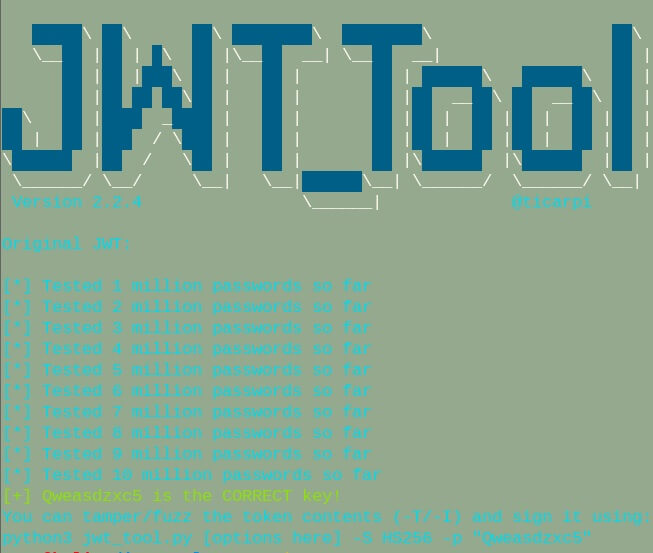 JWT_Tool
Version 2.2.4 @ticarpi
Original JWT:
[*] Tested 1 million passwords so far
[*] Tested 2 million passwords so far
[*] Tested 3 million passwords so far
[*] Tested 4 million passwords so far
[*] Tested 5 million passwords so far
[*] Tested 6 million passwords so far
[*] Tested 7 million passwords so far
[*] Tested 8 million passwords so far
[*] Tested 9 million passwords so far
[*] Tested 10 million passwords so far
[+] Qweasdzxc5 is the CORRECT key!
You can tamper/fuzz the token contents (-T/-I) and sign it using:
python3 jwt_tool.py [options here] -S HS256 -p "Qweasdzxc5"